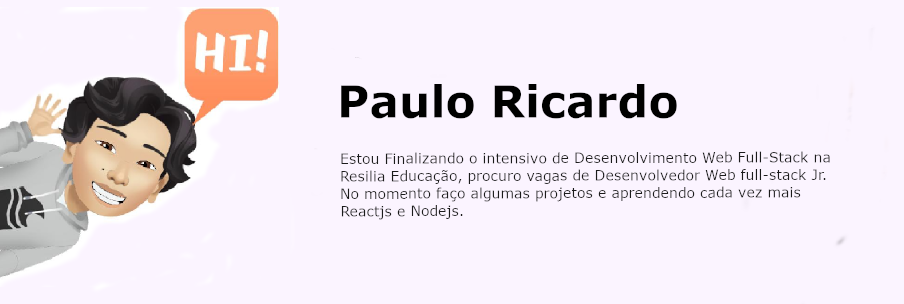 HI!
Paulo Ricardo
Estou Finalizando o intensivo de Desenvolvimento Web Full-Stack na
Resilia Educação, procuro vagas de Desenvolvedor Web full-stack Jr.
No momento faço algumas projetos e aprendendo cada vez mais
Reactjs e Nodejs.